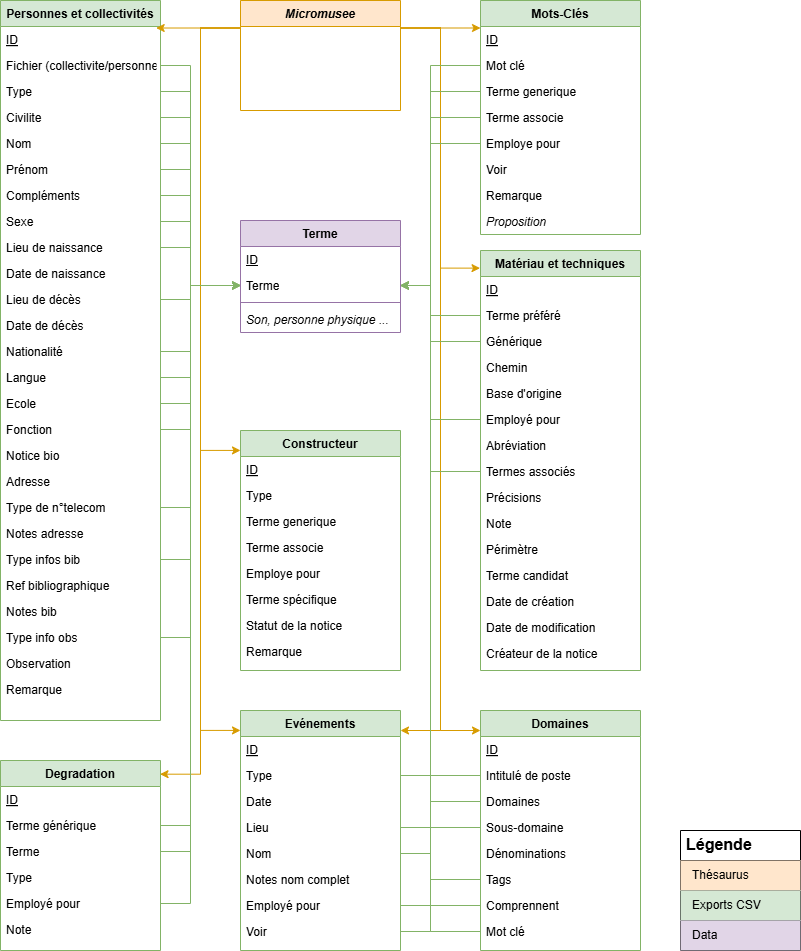 Personnes et collectivités
ID
Fichier (collectivite/personne
Type
Civilite
Nom
Prénom
Compléments
Sexe
Lieu de naissance
Date de naissance
Lieu de décès
Date de décès
Nationalité
Langue
Ecole
Fonction
Notice bio
Adresse
Type de n°telecom
Notes adresse
Type infos bib
Ref bibliographique
Notes bib
Type info obs
Observation
Remarque
Degradation
ID
Terme générique
Terme
Type
Employé pour
Note
Micromusee
Terme
ID
Terme
Son, personne physique ...
Constructeur
ID
Type
Terme generique
Terme associe
Employe pour
Terme spécifique
Statut de la notice
Remarque
Evénements
ID
Type
Date
Lieu
Nom
Notes nom complet
Employé pour
Voir
Mots-Clés
ID
Mot clé
Terme generique
Terme associe
Employe pour
Voir
Remarque
Proposition
Matériau et techniques
ID
Terme préféré
Générique
Chemin
Base d'origine
Employé pour
Abréviation
Termes associés
Précisions
Note
Périmètre
Terme candidat
Date de création
Date de modification
Créateur de la notice
Domaines
ID
Intitulé de poste
Domaines
Sous-domaine
Dénominations
Tags
Comprennent
Mot clé
Légende
Thésaurus
Exports CSV
Data